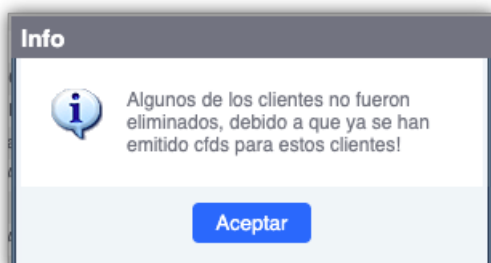 Info
Algunos de los clientes no fueron
eliminados, debido a que ya se han
emitido cfds para estos clientes!
Aceptar